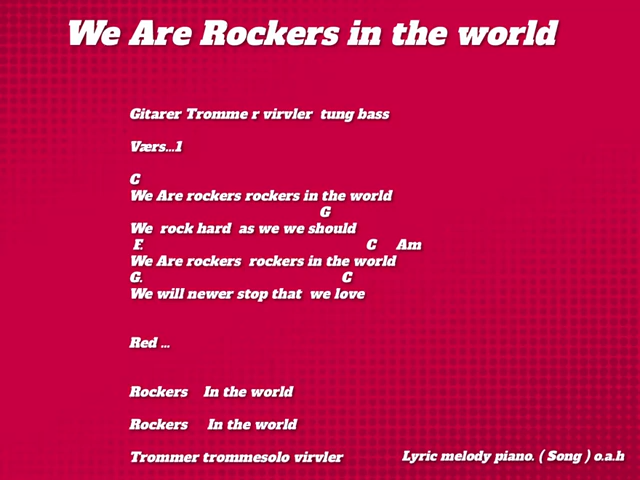 We Are Rockers in the world
Gitarer Tromme r virvler tung bass
Værs...1
C
We Are rockers rockers in the world
G
We rock hard as we we should
F. C Am
We Are rockers rockers in the world
G. C
We will newer stop that we love
Red ...
Rockers In the world
Rockers In the world
Trommer trommesolo virvler
Lyric melody piano. ( Song ) o.a.h